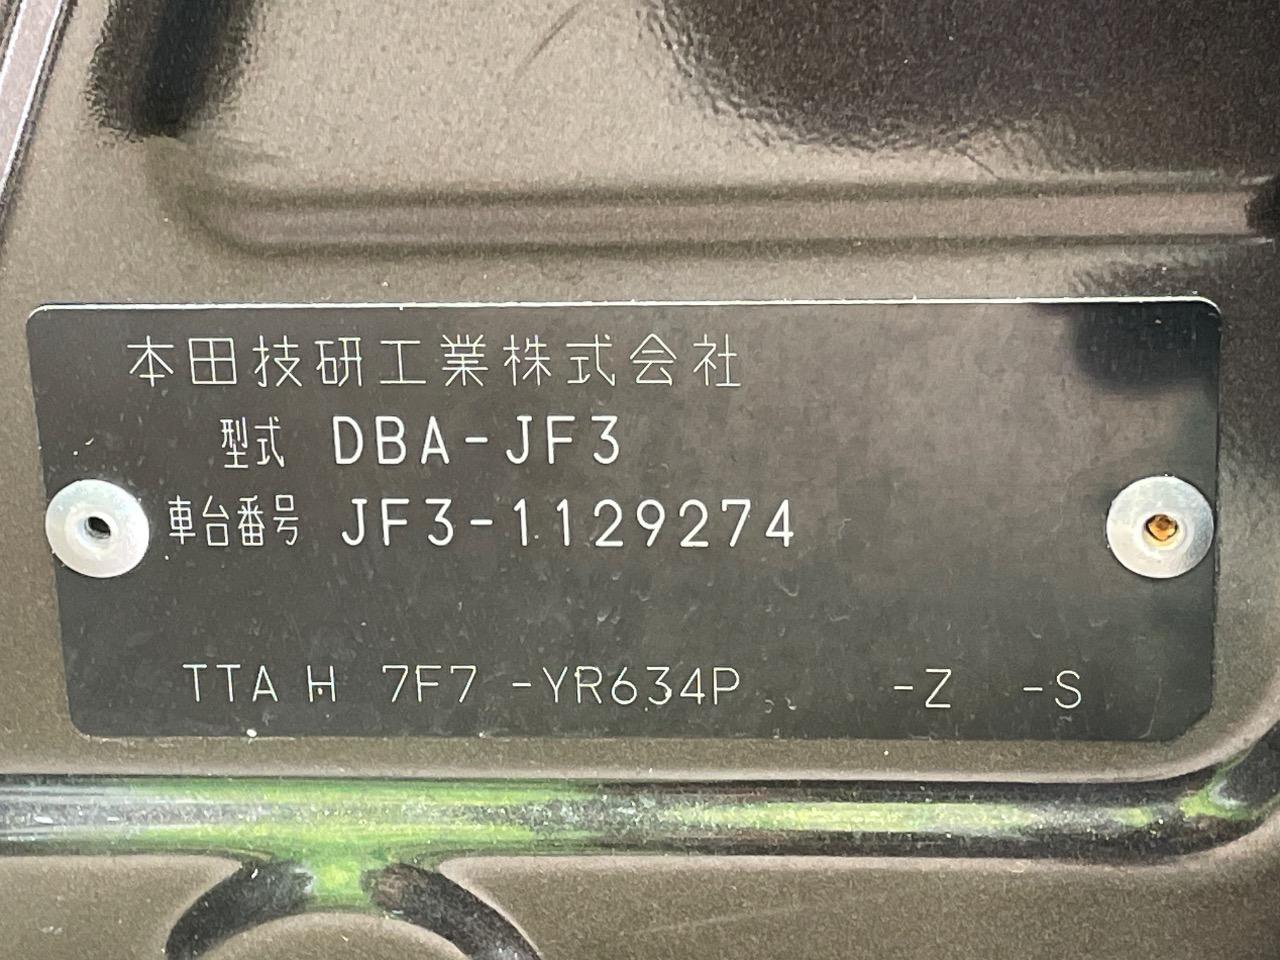 本田技研工業株式会社
型式 DBA-JF3
車台番号 JF3-1129274
TTA H 7F7 -YR634P -Z -S